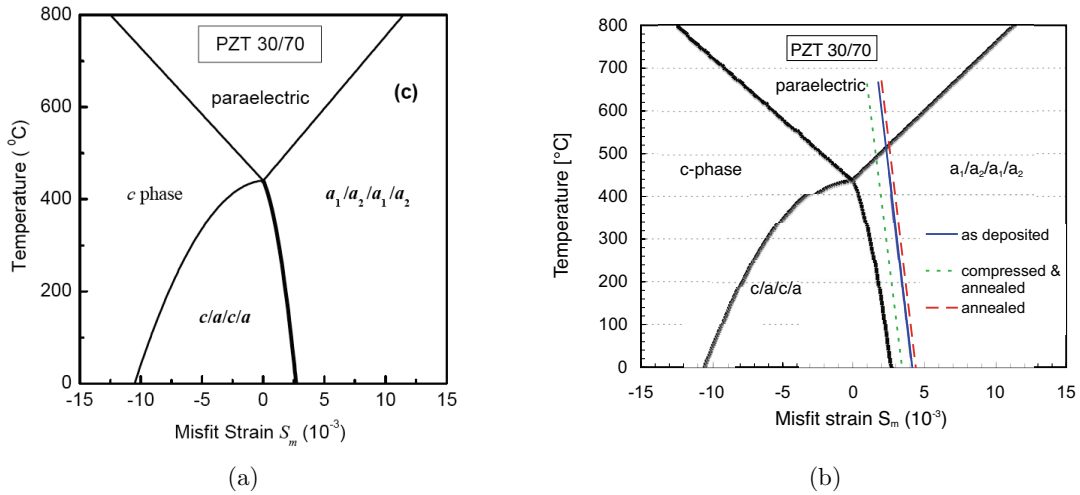 800
600
400
200
0
-15 -10 -5 0 5 10 15
Temperature ( ⁰C)
Misfit Strain Sₘ (10⁻³)
PZT 30/70
paraelectric
(c)
c phase
a₁/a₂/a₁/a₂
c/a/c/a
(a)
800
700
600
500
400
300
200
100
0
-15 -10 -5 0 5 10 15
Temperature [°C]
Misfit strain Sₘ (10⁻³)
PZT 30/70
paraelectric
c-phase
a₁/a₂/a₁/a₂
as deposited
compressed &
annealed
annealed
c/a/c/a
(b)